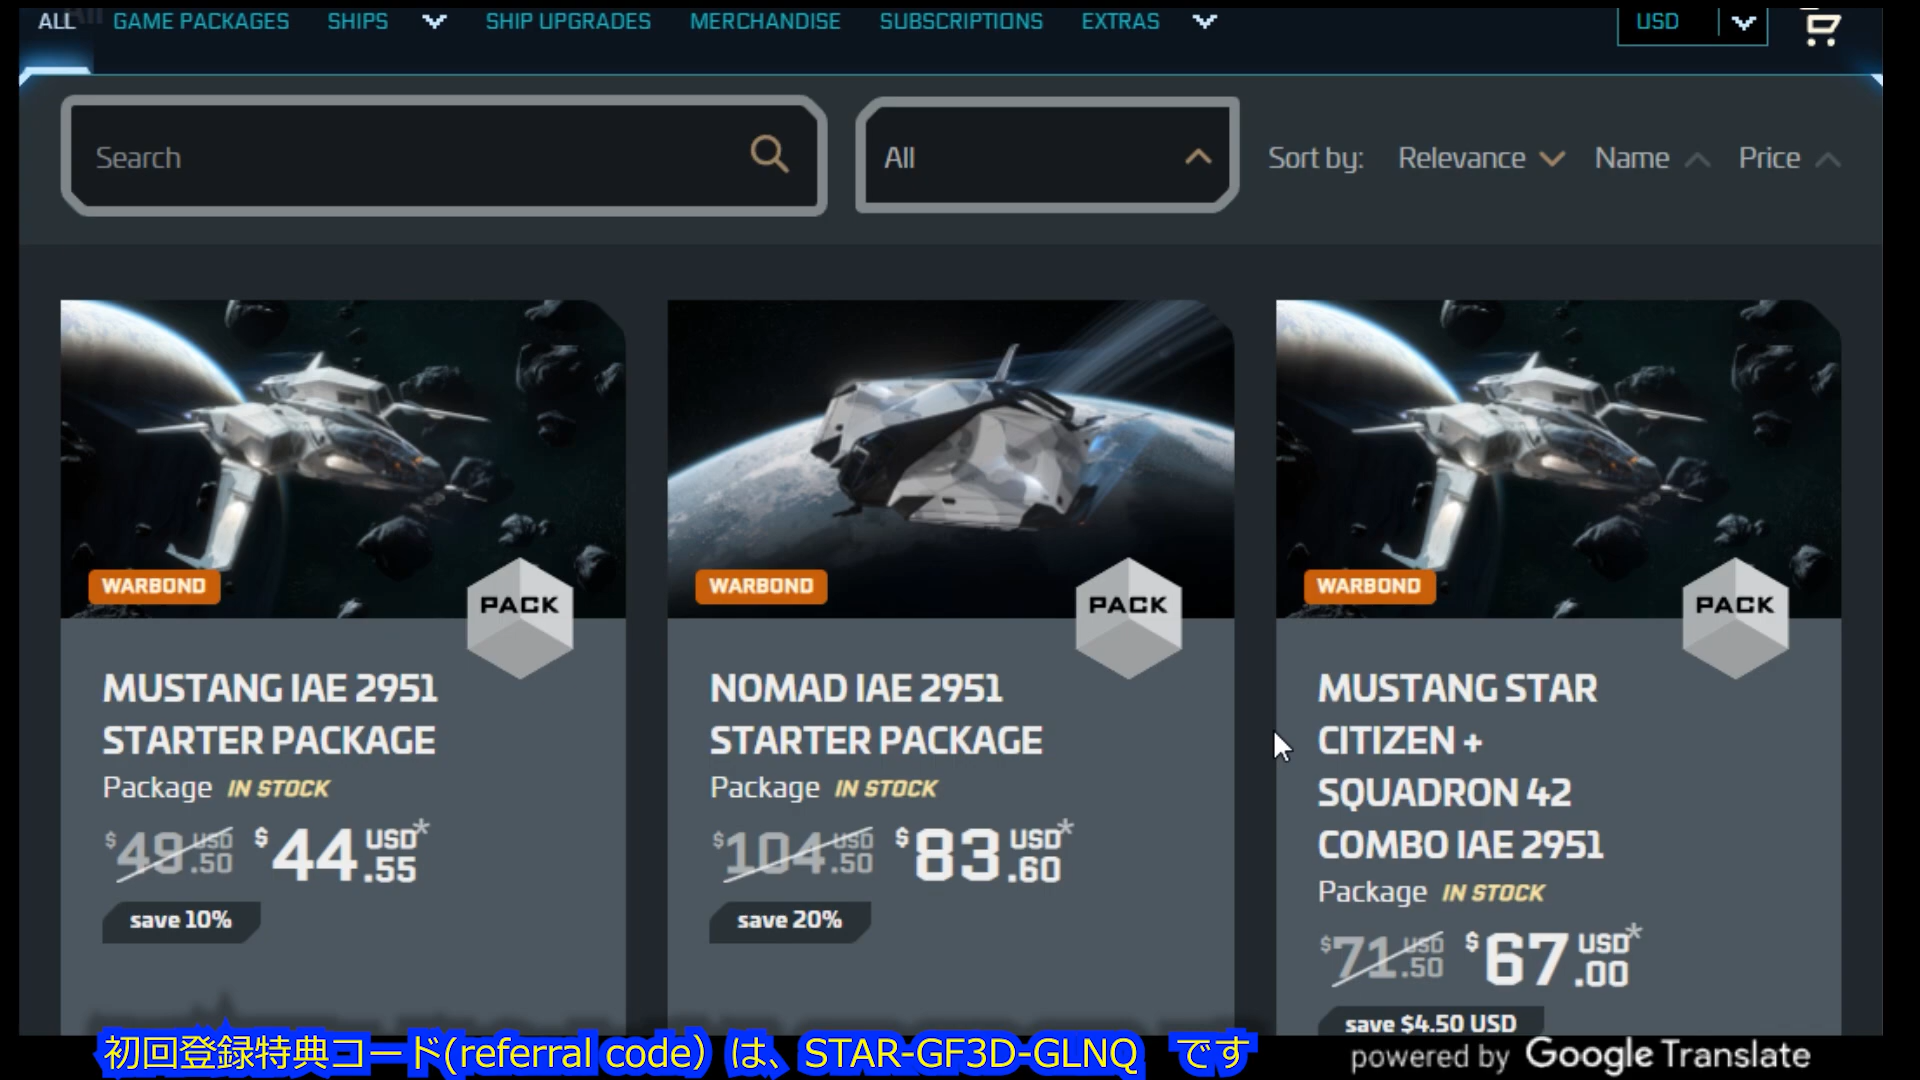 ALL GAME PACKAGES SHIPS SHIP UPGRADES MERCHANDISE SUBSCRIPTIONS EXTRAS USD
Search All Sort by: Relevance Name Price
WARBOND
PACK
MUSTANG IAE 2951
STARTER PACKAGE
Package IN STOCK
$49.50 USD $44.55 USD*
save 10%
WARBOND
PACK
NOMAD IAE 2951
STARTER PACKAGE
Package IN STOCK
$104.50 USD $83.60 USD*
save 20%
WARBOND
PACK
MUSTANG STAR
CITIZEN +
SQUADRON 42
COMBO IAE 2951
Package IN STOCK
$71.50 USD $67.00 USD*
save $4.50 USD
初回登録特典コード(referral code）は、STAR-GF3D-GLNQ　です
powered by Google Translate